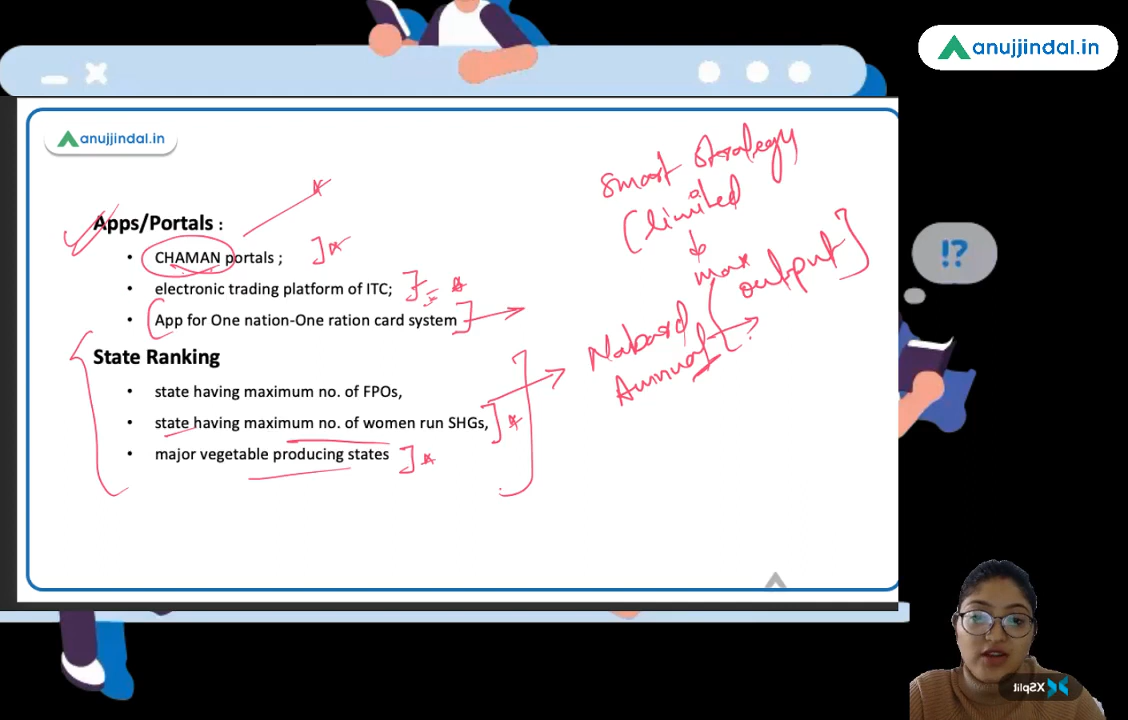 anujjindal.in
anujjindal.in
Apps/Portals :
• CHAMAN portals ;
• electronic trading platform of ITC;
• App for One nation-One ration card system
State Ranking
• state having maximum no. of FPOs,
• state having maximum no. of women run SHGs,
• major vegetable producing states
Smart Strategy
(limited
max
output]
Nabard
Annual
!?
XSplit